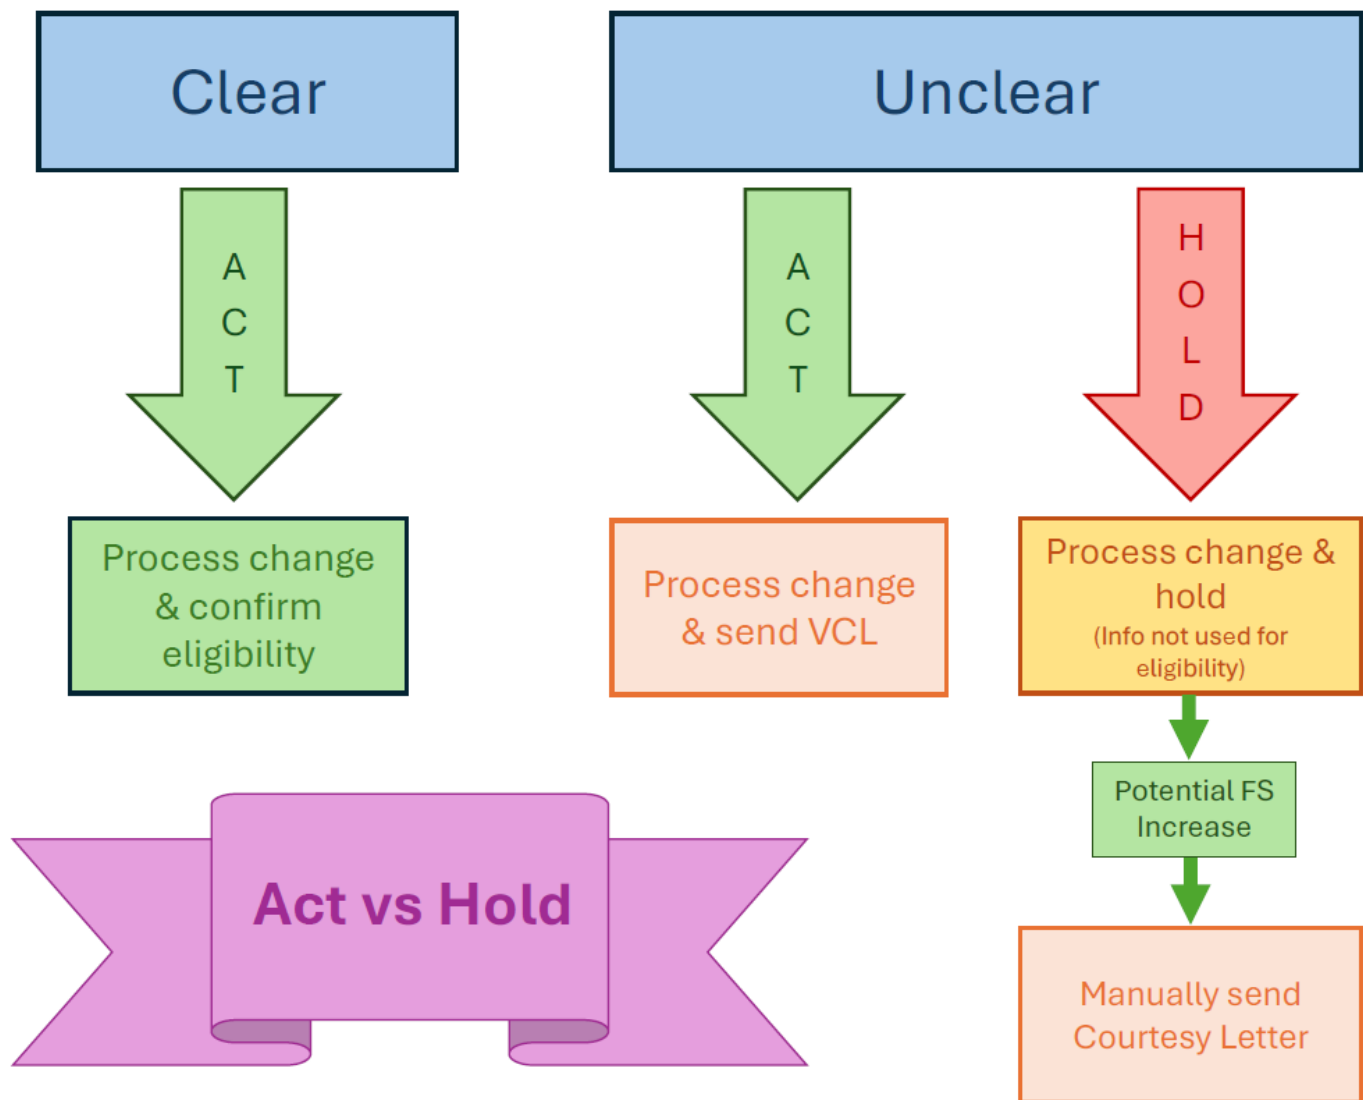 Clear
Unclear
A
C
T
A
C
T
H
O
L
D
Process change
& confirm
eligibility
Process change
& send VCL
Process change &
hold
(Info not used for
eligibility)
Potential FS
Increase
Act vs Hold
Manually send
Courtesy Letter